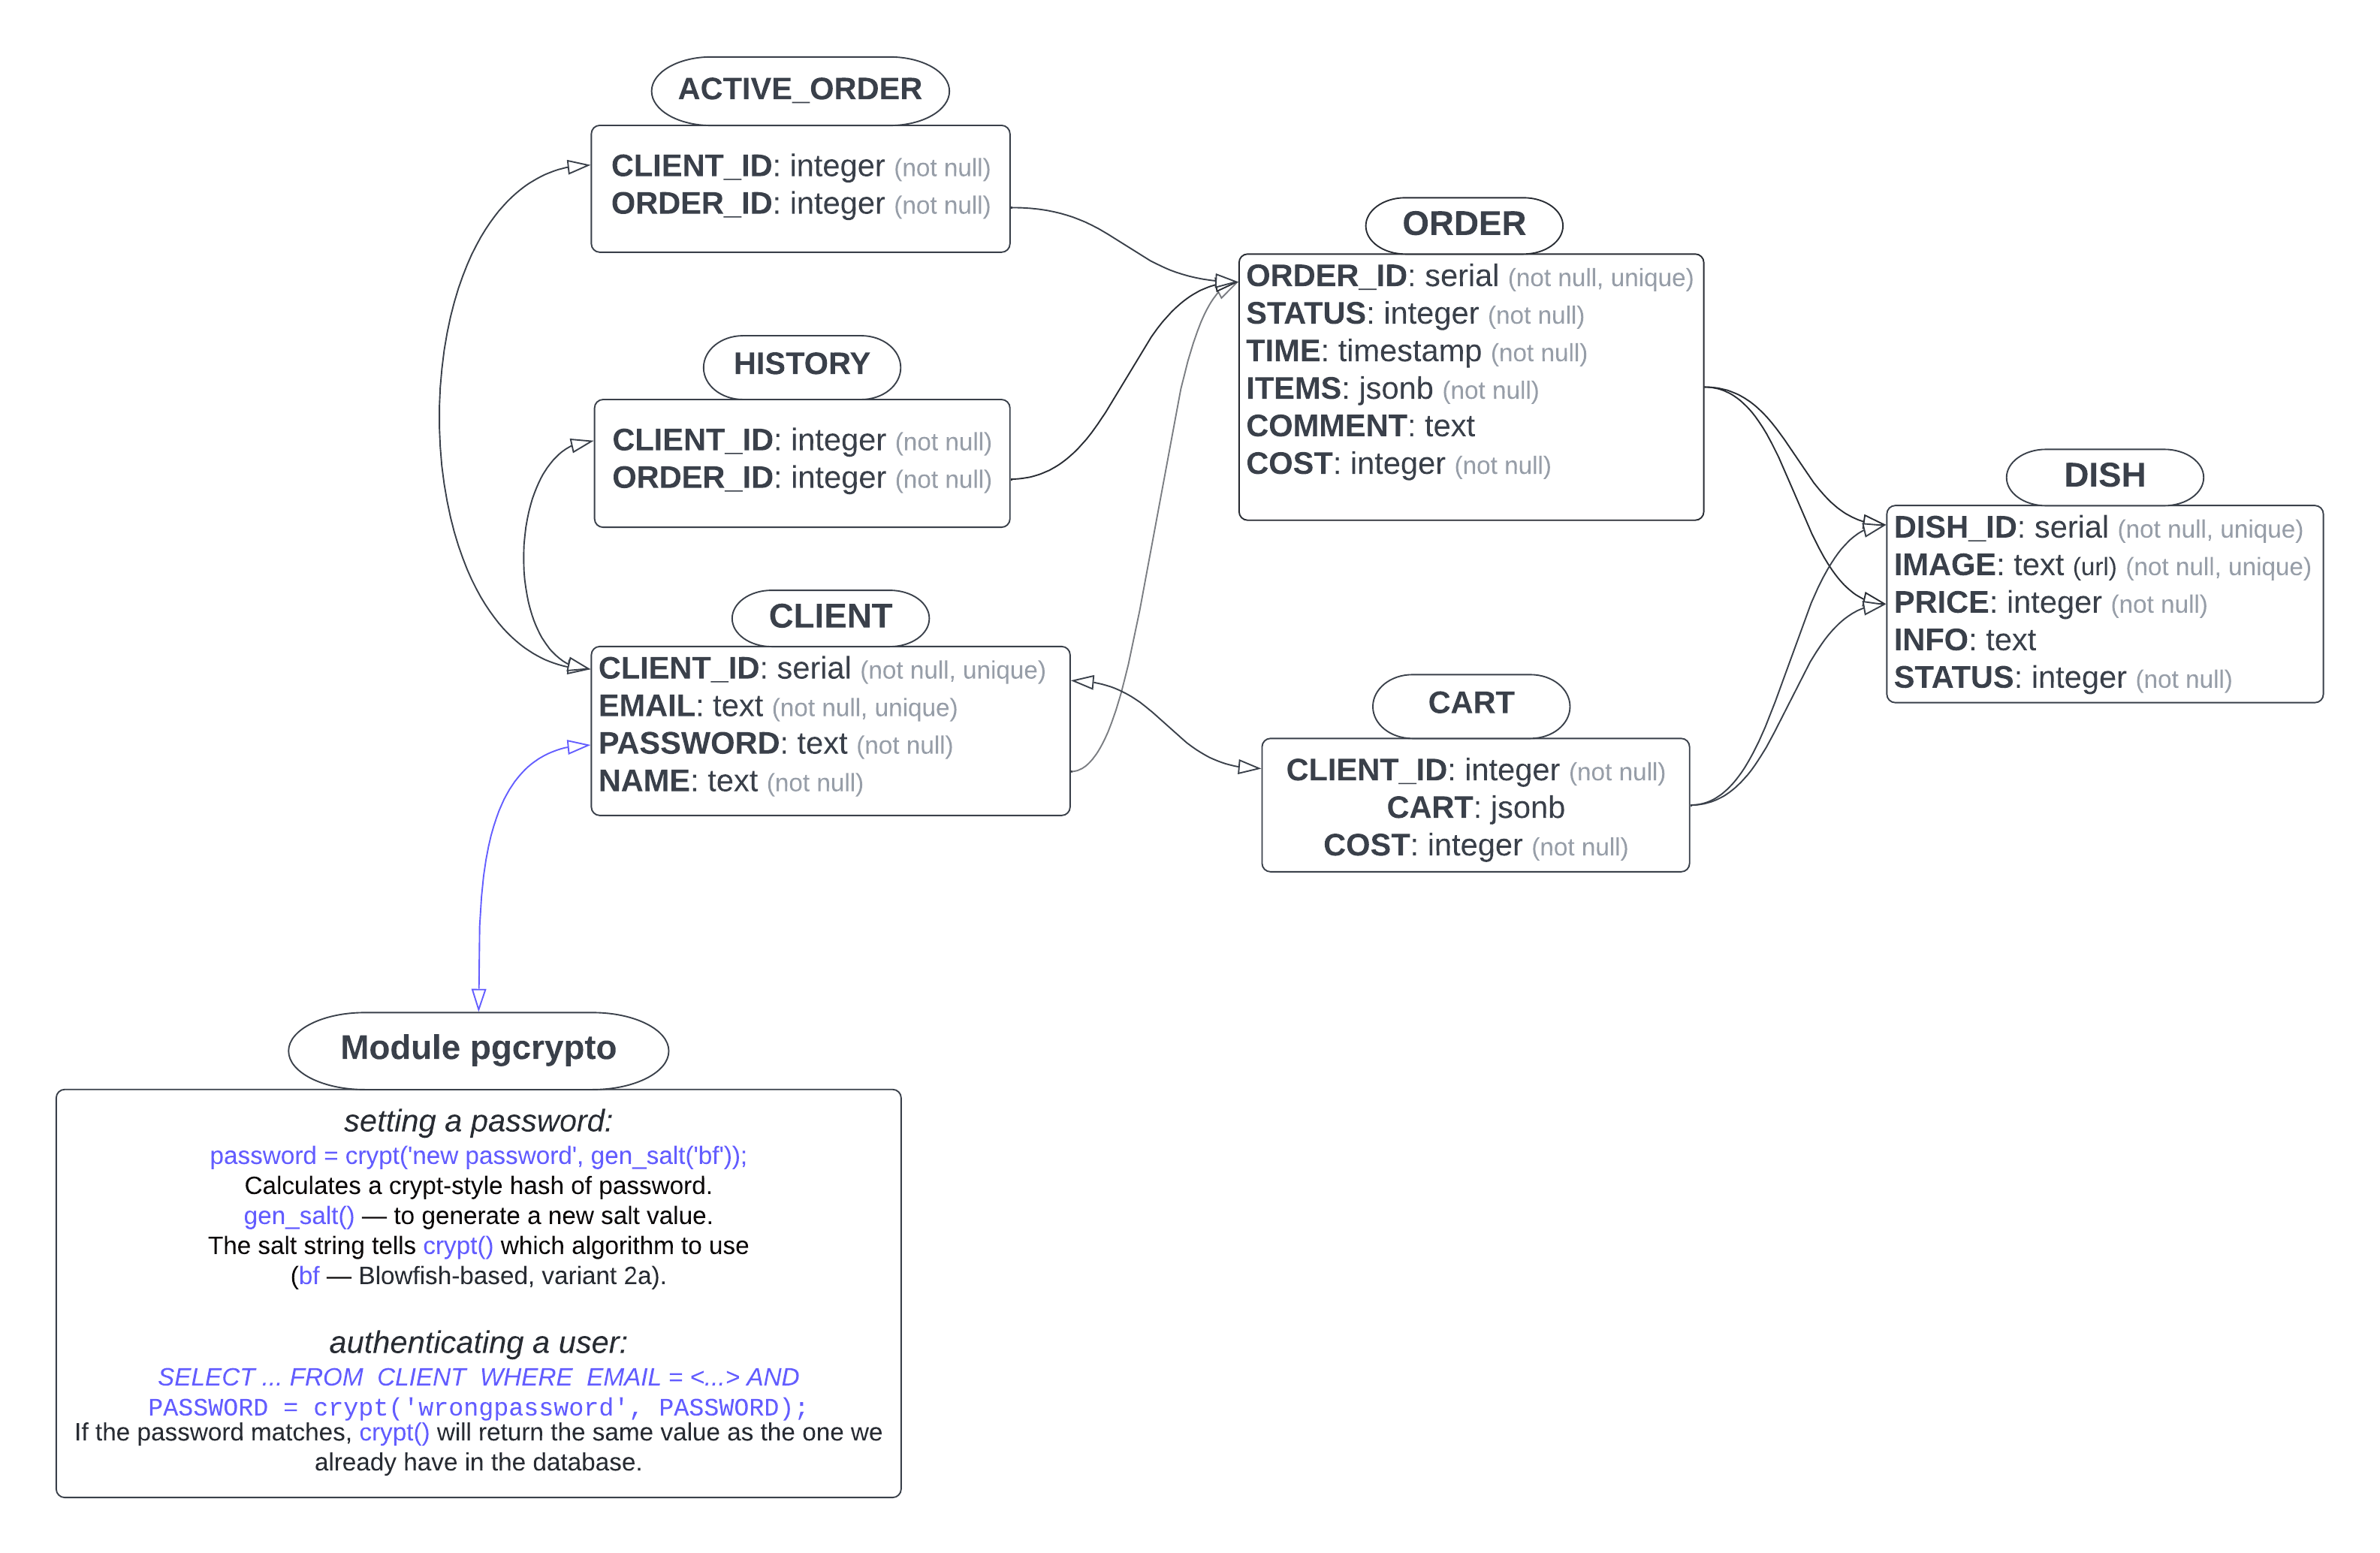 ACTIVE_ORDER
CLIENT_ID: integer (not null)
ORDER_ID: integer (not null)
HISTORY
CLIENT_ID: integer (not null)
ORDER_ID: integer (not null)
CLIENT
CLIENT_ID: serial (not null, unique)
EMAIL: text (not null, unique)
PASSWORD: text (not null)
NAME: text (not null)
ORDER
ORDER_ID: serial (not null, unique)
STATUS: integer (not null)
TIME: timestamp (not null)
ITEMS: jsonb (not null)
COMMENT: text
COST: integer (not null)
CART
CLIENT_ID: integer (not null)
CART: jsonb
COST: integer (not null)
DISH
DISH_ID: serial (not null, unique)
IMAGE: text (url) (not null, unique)
PRICE: integer (not null)
INFO: text
STATUS: integer (not null)
Module pgcrypto
setting a password:
password = crypt('new password', gen_salt('bf'));
Calculates a crypt-style hash of password.
gen_salt() — to generate a new salt value.
The salt string tells crypt() which algorithm to use
(bf — Blowfish-based, variant 2a).
authenticating a user:
SELECT ... FROM CLIENT WHERE EMAIL = <...> AND
PASSWORD = crypt('wrongpassword', PASSWORD);
If the password matches, crypt() will return the same value as the one we
already have in the database.